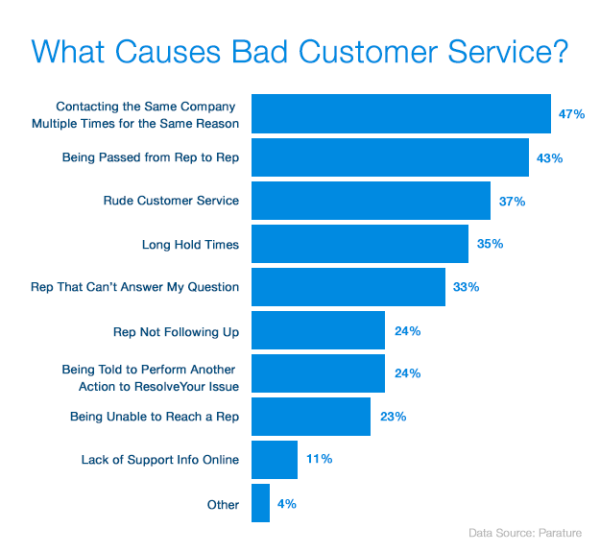 What Causes Bad Customer Service?
Contacting the Same Company
Multiple Times for the Same Reason
47%
Being Passed from Rep to Rep
43%
Rude Customer Service
37%
Long Hold Times
35%
Rep That Can't Answer My Question
33%
Rep Not Following Up
24%
Being Told to Perform Another
Action to ResolveYour Issue
24%
Being Unable to Reach a Rep
23%
Lack of Support Info Online
11%
Other
4%
Data Source: Parature